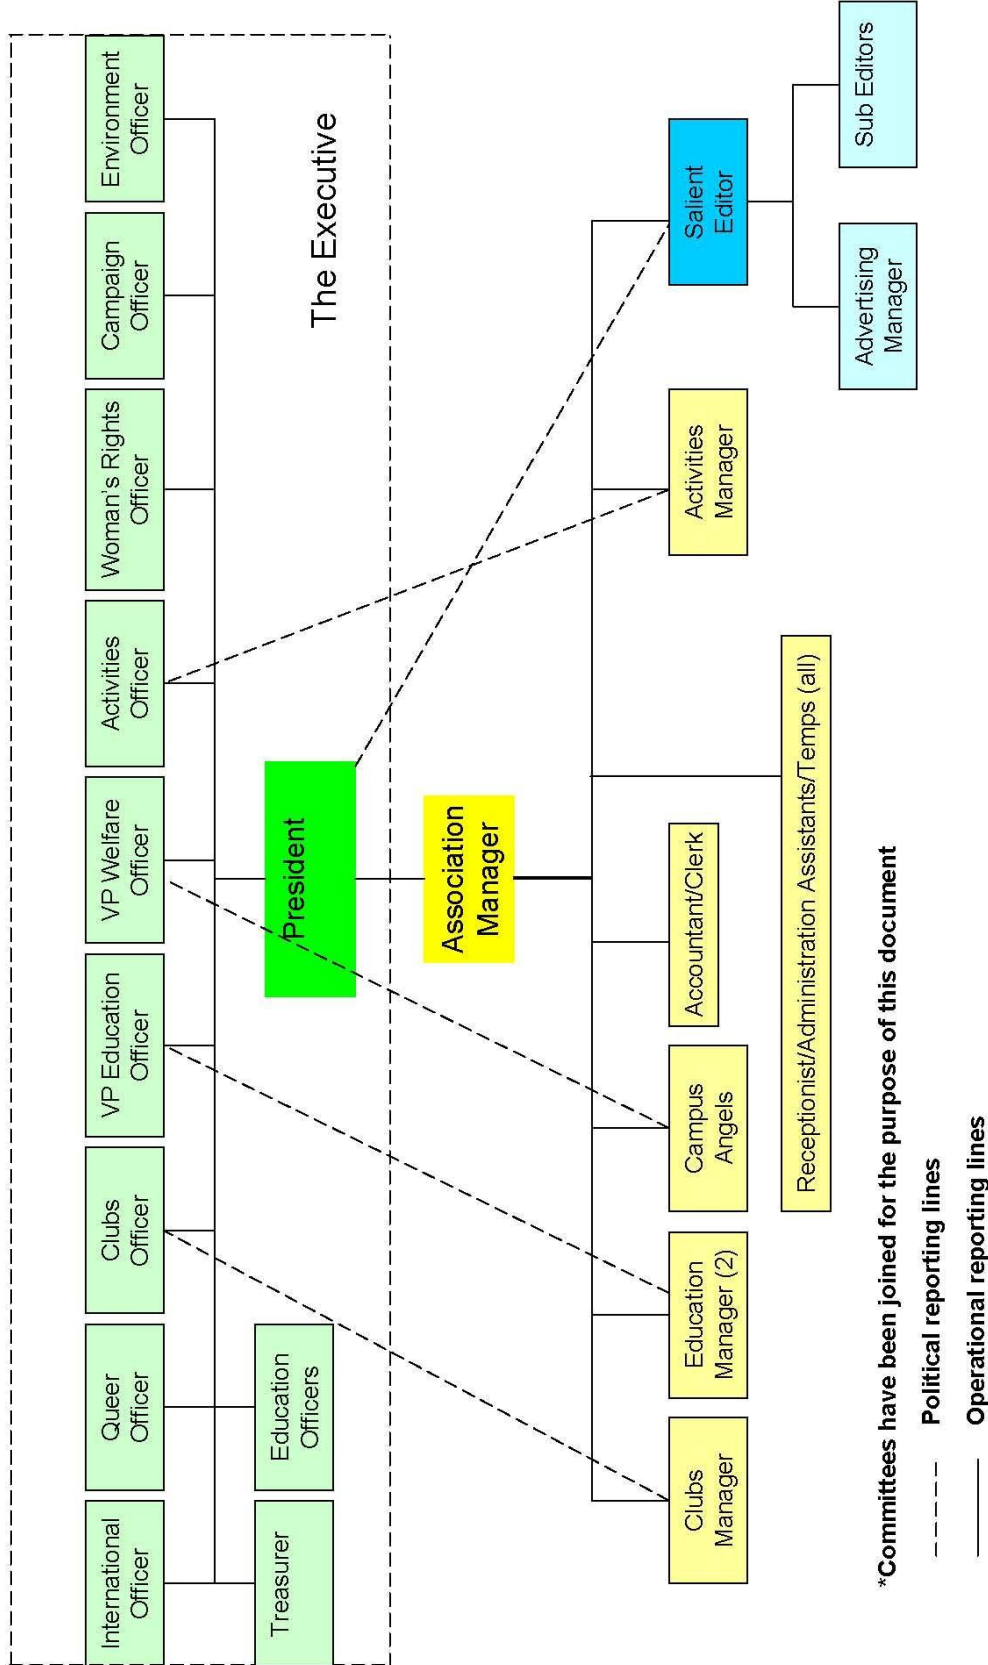 International
Officer
Queer
Officer
Clubs
Officer
VP Education
Officer
VP Welfare
Officer
Activities
Officer
Woman's Rights
Officer
Campaign
Officer
Environment
Officer
Treasurer
Education
Officers
President
The Executive
Association
Manager
Clubs
Manager
Education
Manager (2)
Campus
Angels
Accountant/Clerk
Activities
Manager
Salient
Editor
Receptionist/Administration Assistants/Temps (all)
Advertising
Manager
Sub Editors
*Committees have been joined for the purpose of this document
Political reporting lines
Operational reporting lines